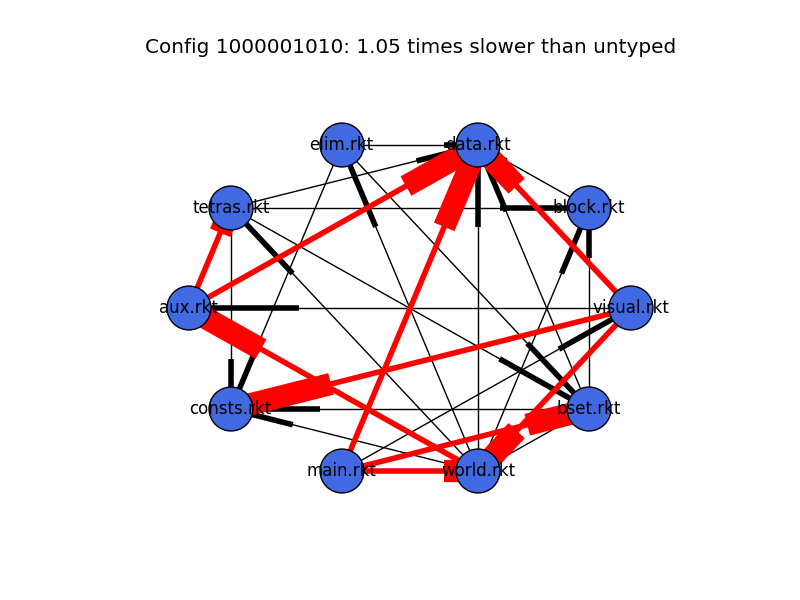 Config 1000001010: 1.05 times slower than untyped
elim.rkt
data.rkt
tetras.rkt
block.rkt
aux.rkt
visual.rkt
consts.rkt
bset.rkt
main.rkt
world.rkt